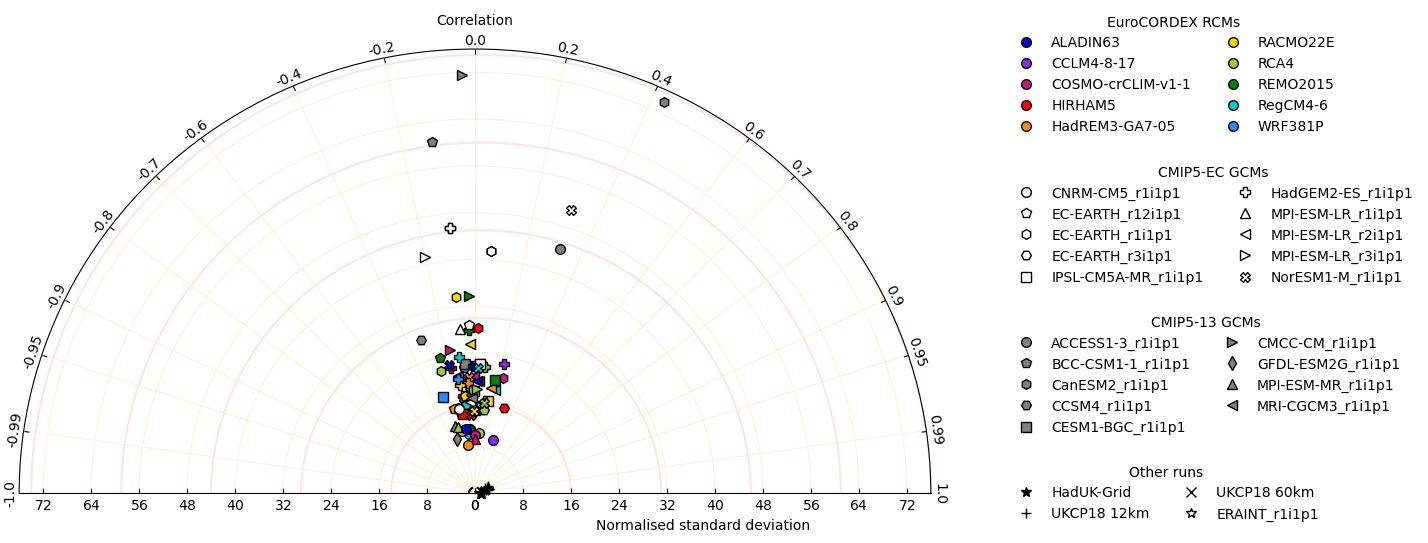 Correlation
-1.0
-0.99
-0.95
-0.9
-0.8
-0.7
-0.6
-0.4
-0.2
0.0
0.2
0.4
0.6
0.7
0.8
0.9
0.95
0.99
1.0
72 64 56 48 40 32 24 16 8 0 8 16 24 32 40 48 56 64 72
Normalised standard deviation
EuroCORDEX RCMs
ALADIN63 RACMO22E
CCLM4-8-17 RCA4
COSMO-crCLIM-v1-1 REMO2015
HIRHAM5 RegCM4-6
HadREM3-GA7-05 WRF381P
CMIP5-EC GCMs
CNRM-CM5_r1i1p1 HadGEM2-ES_r1i1p1
EC-EARTH_r12i1p1 MPI-ESM-LR_r1i1p1
EC-EARTH_r1i1p1 MPI-ESM-LR_r2i1p1
EC-EARTH_r3i1p1 MPI-ESM-LR_r3i1p1
IPSL-CM5A-MR_r1i1p1 NorESM1-M_r1i1p1
CMIP5-13 GCMs
ACCESS1-3_r1i1p1 CMCC-CM_r1i1p1
BCC-CSM1-1_r1i1p1 GFDL-ESM2G_r1i1p1
CanESM2_r1i1p1 MPI-ESM-MR_r1i1p1
CCSM4_r1i1p1 MRI-CGCM3_r1i1p1
CESM1-BGC_r1i1p1
Other runs
HadUK-Grid UKCP18 60km
UKCP18 12km ERAINT_r1i1p1